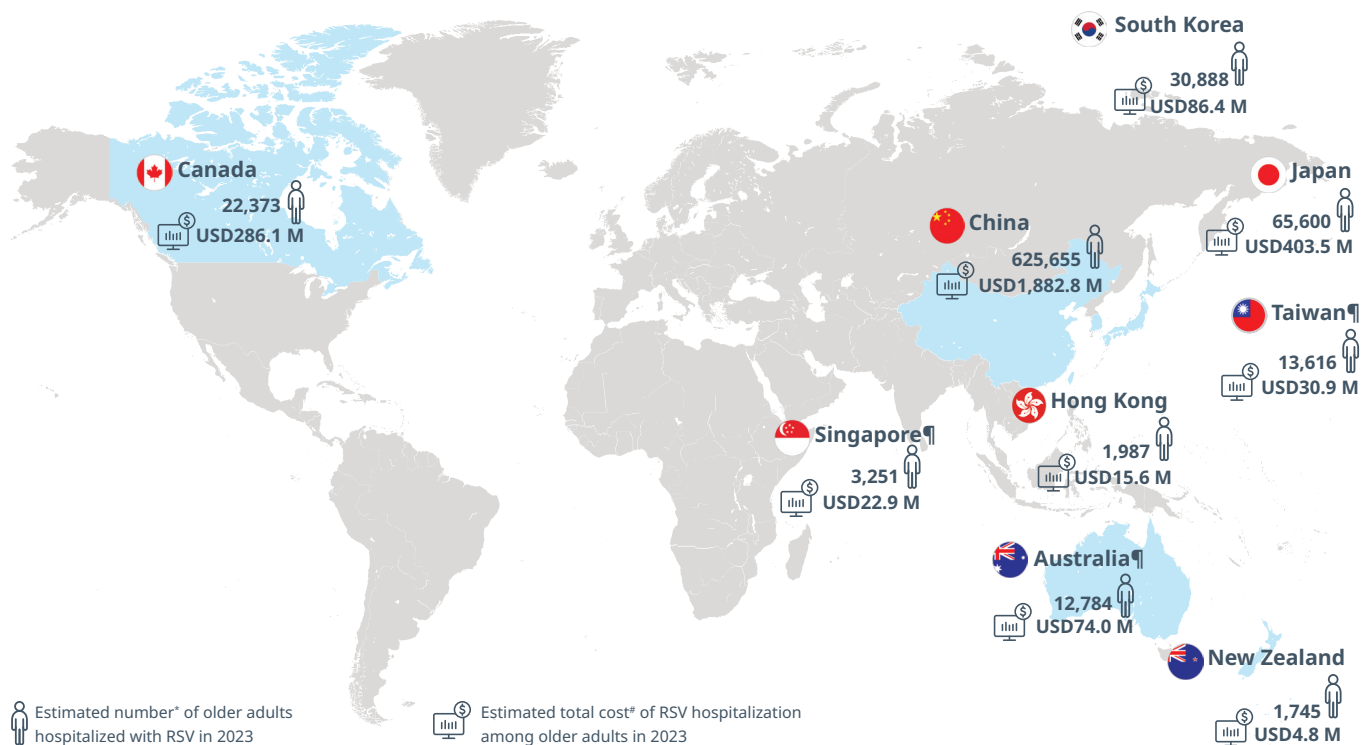 South Korea
30,888
USD86.4 M
Canada
22,373
USD286.1 M
Japan
65,600
USD403.5 M
China
625,655
USD1,882.8 M
Taiwan¶
13,616
USD30.9 M
Hong Kong
1,987
USD15.6 M
Singapore¶
3,251
USD22.9 M
Australia¶
12,784
USD74.0 M
New Zealand
1,745
USD4.8 M
Estimated number* of older adults
hospitalized with RSV in 2023
Estimated total cost# of RSV hospitalization
among older adults in 2023